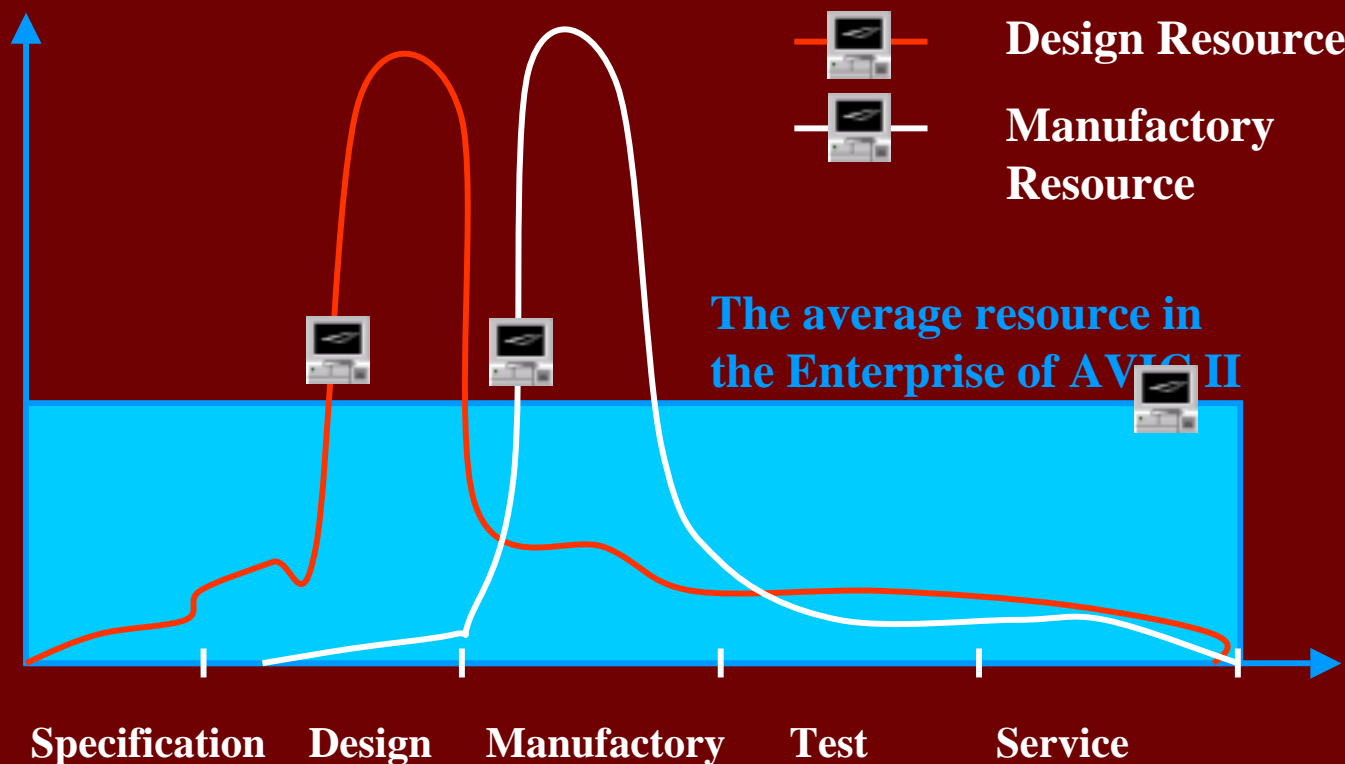 Design Resource
Manufactory
Resource
The average resource in
the Enterprise of AVIC II
Specification Design Manufactory Test Service